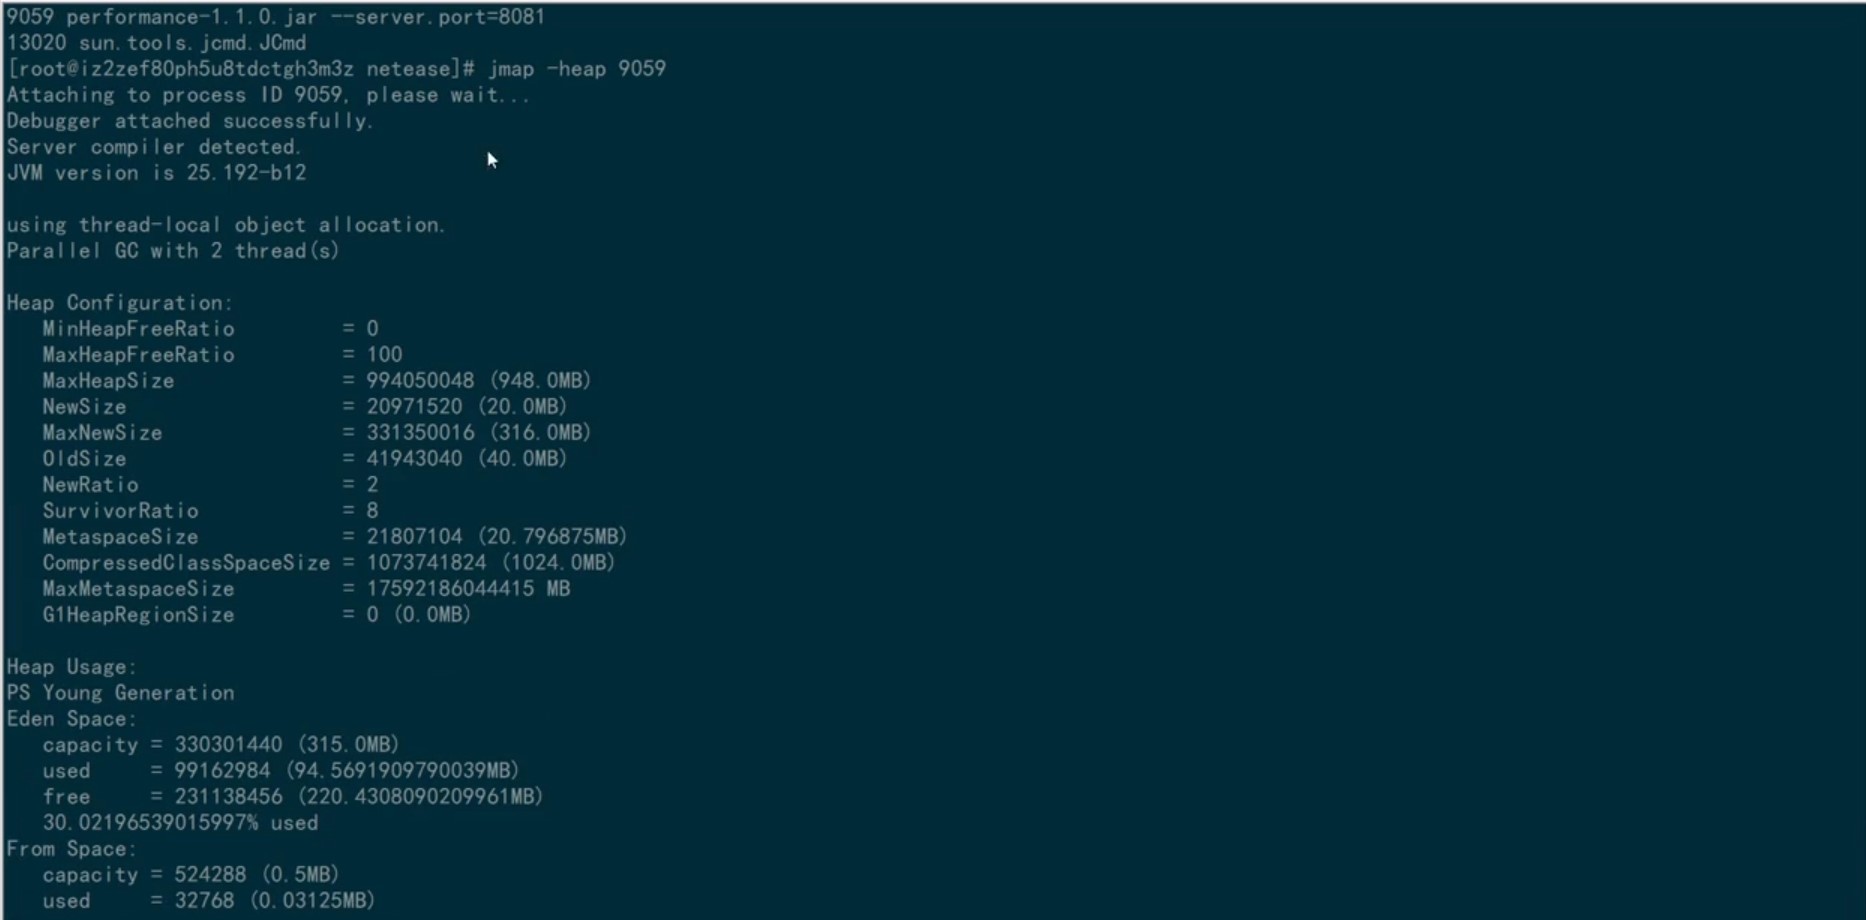 9059 performance-1.1.0.jar --server.port=8081
13020 sun.tools.jcmd.JCmd
[root@iz2zef80ph5u8tdctgh3m3z netease]# jmap -heap 9059
Attaching to process ID 9059, please wait...
Debugger attached successfully.
Server compiler detected.
JVM version is 25.192-b12

using thread-local object allocation.
Parallel GC with 2 thread(s)

Heap Configuration:
   MinHeapFreeRatio         = 0
   MaxHeapFreeRatio         = 100
   MaxHeapSize              = 994050048 (948.0MB)
   NewSize                  = 20971520 (20.0MB)
   MaxNewSize               = 331350016 (316.0MB)
   OldSize                  = 41943040 (40.0MB)
   NewRatio                 = 2
   SurvivorRatio            = 8
   MetaspaceSize            = 21807104 (20.796875MB)
   CompressedClassSpaceSize = 1073741824 (1024.0MB)
   MaxMetaspaceSize         = 17592186044415 MB
   G1HeapRegionSize         = 0 (0.0MB)

Heap Usage:
PS Young Generation
Eden Space:
   capacity = 330301440 (315.0MB)
   used     = 99162984 (94.5691909790039MB)
   free     = 231138456 (220.4308090209961MB)
   30.02196539015997% used
From Space:
   capacity = 524288 (0.5MB)
   used     = 32768 (0.03125MB)